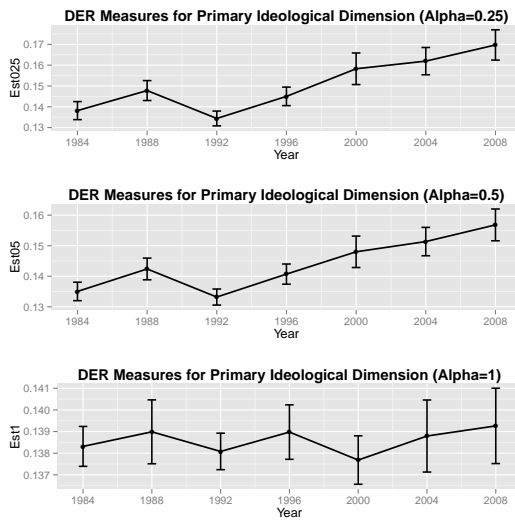 DER Measures for Primary Ideological Dimension (Alpha=0.25)
0.17
0.16
0.15
0.14
0.13
Est025
1984 1988 1992 1996 2000 2004 2008
Year
DER Measures for Primary Ideological Dimension (Alpha=0.5)
0.16
0.15
0.14
0.13
Est05
1984 1988 1992 1996 2000 2004 2008
Year
DER Measures for Primary Ideological Dimension (Alpha=1)
0.141
0.140
0.139
0.138
0.137
Est1
1984 1988 1992 1996 2000 2004 2008
Year